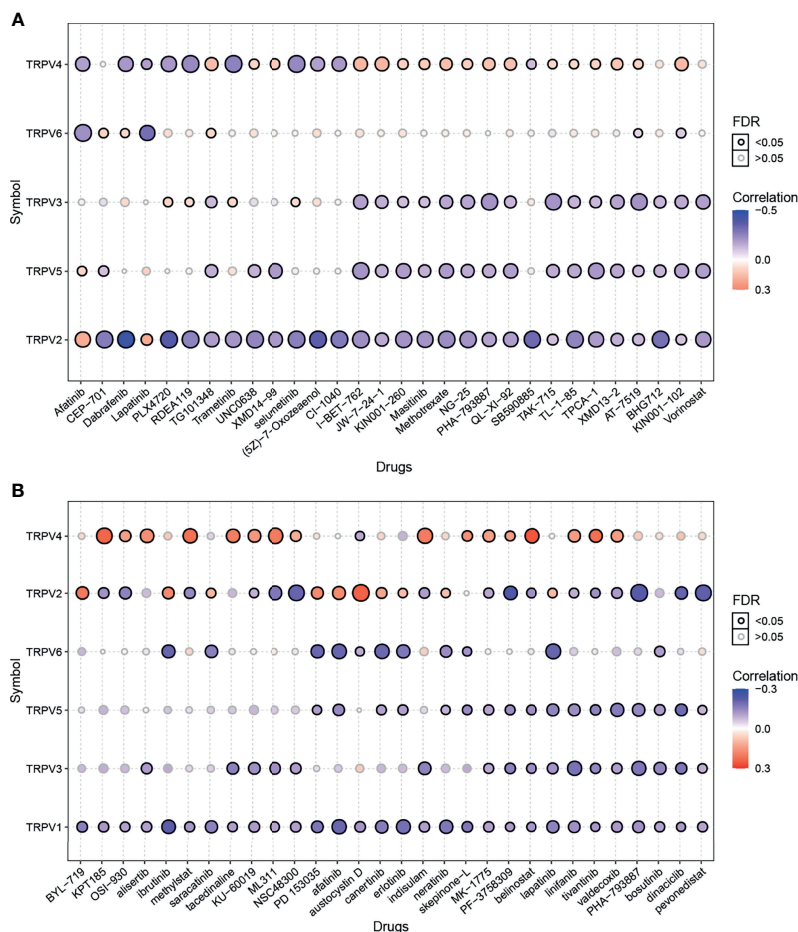 A
TRPV4
TRPV6
TRPV3
TRPV5
TRPV2
Symbol
Afatinib
CEP-701
Dabrafenib
Lapatinib
PLX4720
RDEA119
TG101348
Trametinib
UNC0638
XMD14-99
selumetinib
(5Z)-7-Oxozeaenol
CI-1040
I-BET-762
JW-7-24-1
KIN001-260
Masitinib
Methotrexate
NG-25
PHA-793887
QL-XI-92
SB590885
TAK-715
TL-1-85
TPCA-1
XMD13-2
AT-7519
BHG712
KIN001-102
Vorinostat
Drugs
FDR
<0.05
>0.05
Correlation
-0.5
0.0
0.3
B
TRPV4
TRPV2
TRPV6
TRPV5
TRPV3
TRPV1
Symbol
BYL-719
KPT185
OSI-930
alisertib
ibrutinib
methylstat
saracatinib
tacedinaline
KU-60019
ML311
NSC48300
PD 153035
afatinib
austocystin D
canertinib
erlotinib
indisulam
neratinib
skepinone-L
MK-1775
PF-3758309
belinostat
lapatinib
linifanib
tivantinib
valdecoxib
PHA-793887
bosutinib
dinaciclib
pevonedistat
Drugs
FDR
<0.05
>0.05
Correlation
-0.3
0.0
0.3